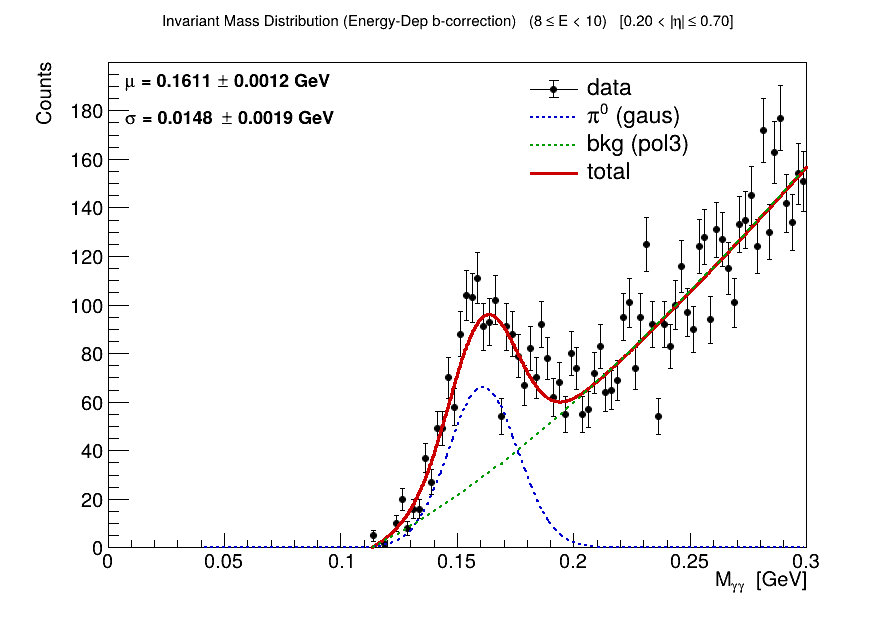 Invariant Mass Distribution (Energy-Dep b-correction) (8 ≤ E < 10) [0.20 < |η| ≤ 0.70]
Counts
μ = 0.1611 ± 0.0012 GeV
σ = 0.0148 ± 0.0019 GeV
data
π⁰ (gaus)
bkg (pol3)
total
180
160
140
120
100
80
60
40
20
0
0 0.05 0.1 0.15 0.2 0.25 0.3
M_γγ [GeV]